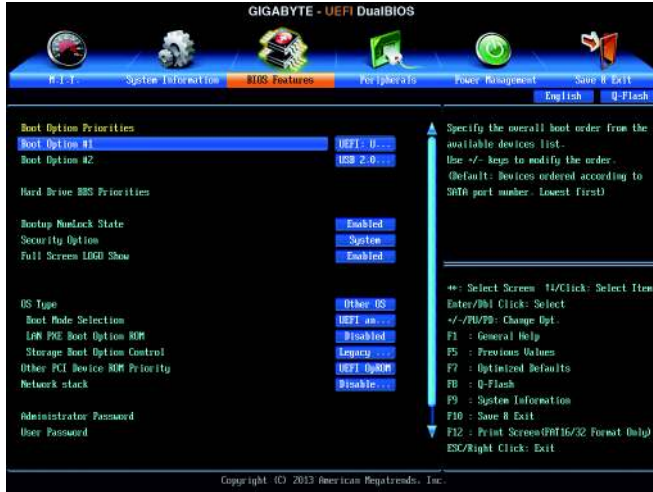 GIGABYTE - UEFI DualBIOS
M.I.T.
System Information
BIOS Features
Peripherals
Power Management
Save & Exit
English
Q-Flash
Boot Option Priorities
Boot Option #1
UEFI: U...
Boot Option #2
USB 2.0...
Hard Drive BBS Priorities
Bootup NumLock State
Enabled
Security Option
System
Full Screen LOGO Show
Enabled
OS Type
Other OS
Boot Mode Selection
UEFI an...
LAN PXE Boot Option ROM
Disabled
Storage Boot Option Control
Legacy ...
Other PCI Device ROM Priority
UEFI OpROM
Network stack
Disable...
Administrator Password
User Password
Specify the overall boot order from the
available devices list.
Use +/- keys to modify the order.
(Default: Devices ordered according to
SATA port number. Lowest first)
↔: Select Screen ↑↓/Click: Select Item
Enter/Dbl Click: Select
+/-/PU/PD: Change Opt.
F1 : General Help
F5 : Previous Values
F7 : Optimized Defaults
F8 : Q-Flash
F9 : System Information
F10 : Save & Exit
F12 : Print Screen(FAT16/32 Format Only)
ESC/Right Click: Exit
Copyright (C) 2013 American Megatrends, Inc.